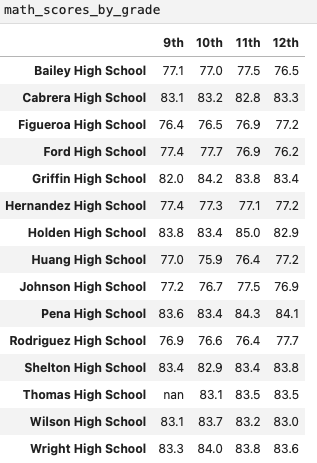 math_scores_by_grade
9th 10th 11th 12th
Bailey High School 77.1 77.0 77.5 76.5
Cabrera High School 83.1 83.2 82.8 83.3
Figueroa High School 76.4 76.5 76.9 77.2
Ford High School 77.4 77.7 76.9 76.2
Griffin High School 82.0 84.2 83.8 83.4
Hernandez High School 77.4 77.3 77.1 77.2
Holden High School 83.8 83.4 85.0 82.9
Huang High School 77.0 75.9 76.4 77.2
Johnson High School 77.2 76.7 77.5 76.9
Pena High School 83.6 83.4 84.3 84.1
Rodriguez High School 76.9 76.6 76.4 77.7
Shelton High School 83.4 82.9 83.4 83.8
Thomas High School nan 83.1 83.5 83.5
Wilson High School 83.1 83.7 83.2 83.0
Wright High School 83.3 84.0 83.8 83.6